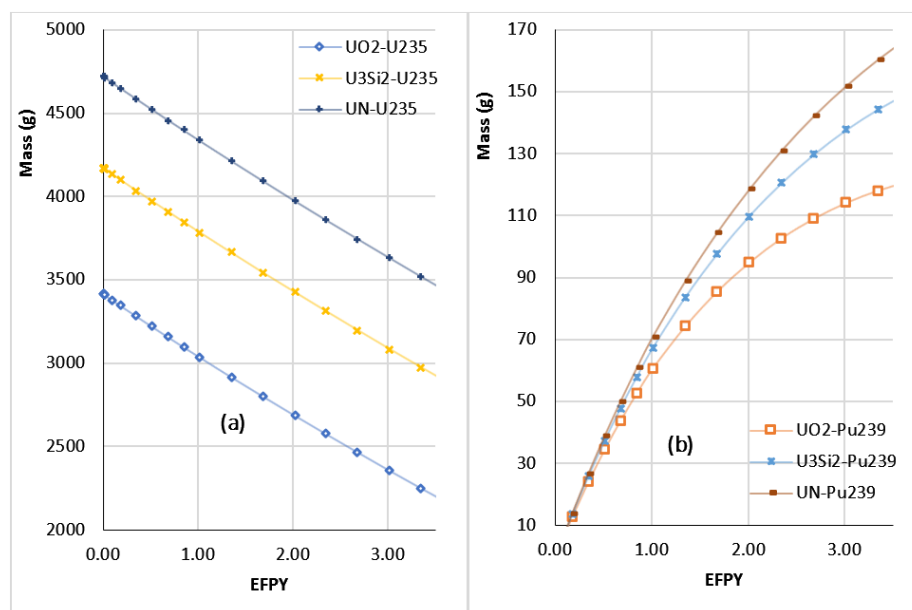 5000
4500
4000
3500
3000
2500
2000
Mass (g)
UO2-U235
U3Si2-U235
UN-U235
(a)
0.00 1.00 2.00 3.00
EFPY
170
150
130
110
90
70
50
30
10
Mass (g)
(b)
UO2-Pu239
U3Si2-Pu239
UN-Pu239
0.00 1.00 2.00 3.00
EFPY